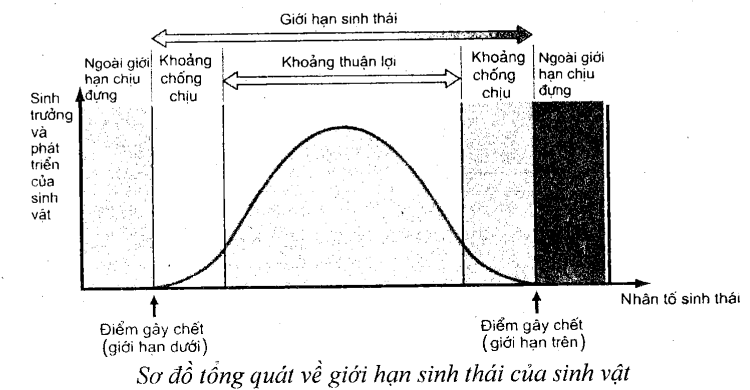 Giới hạn sinh thái
Ngoài giới
hạn chịu
đựng
Khoảng
chống
chịu
Khoảng thuận lợi
Khoảng
chống
chịu
Ngoài giới
hạn chịu
đựng
Sinh
trưởng
và
phát
triển
của
sinh
vật
Nhân tố sinh thái
Điểm gây chết
(giới hạn dưới)
Điểm gây chết
(giới hạn trên)
Sơ đồ tổng quát về giới hạn sinh thái của sinh vật